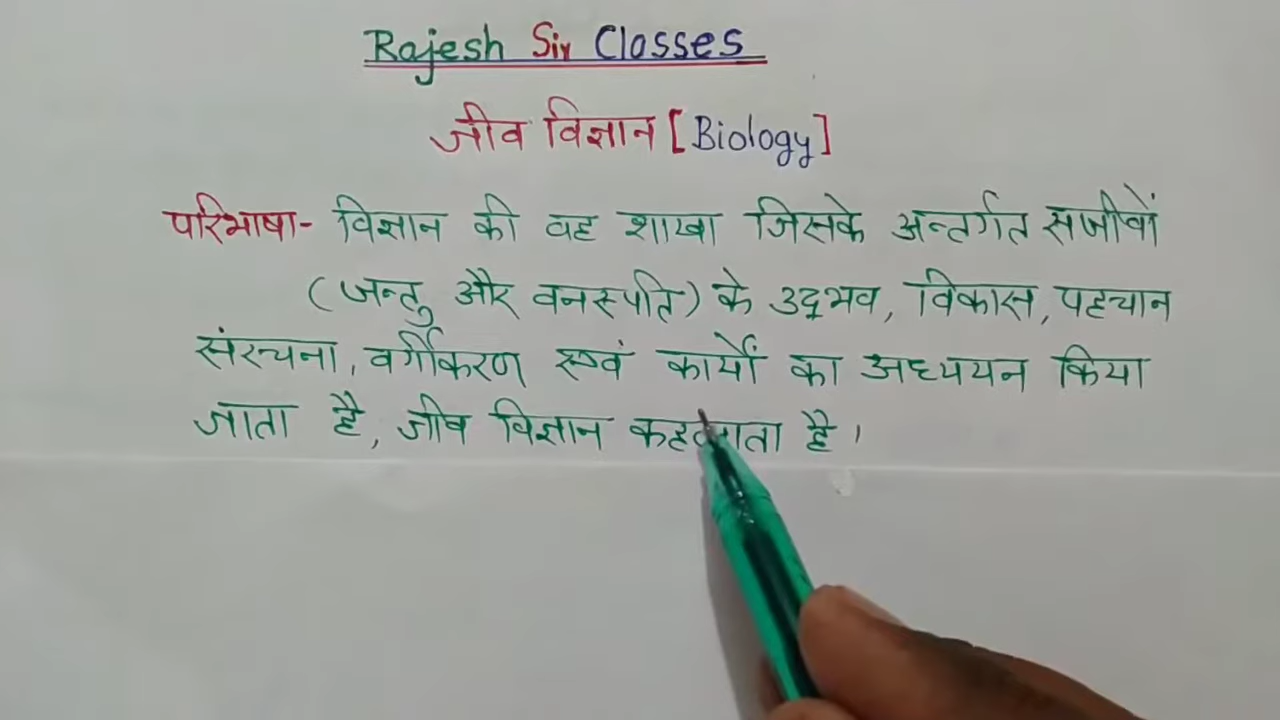 Rajesh Sir Classes
जीव विज्ञान [Biology]
परिभाषा- विज्ञान की वह शाखा जिसके अन्तर्गत सजीवों
(जन्तु और वनस्पति) के उद्भव, विकास, पहचान
संरचना, वर्गीकरण एवं कार्यों का अध्ययन किया
जाता है, जीव विज्ञान कहलाता है।